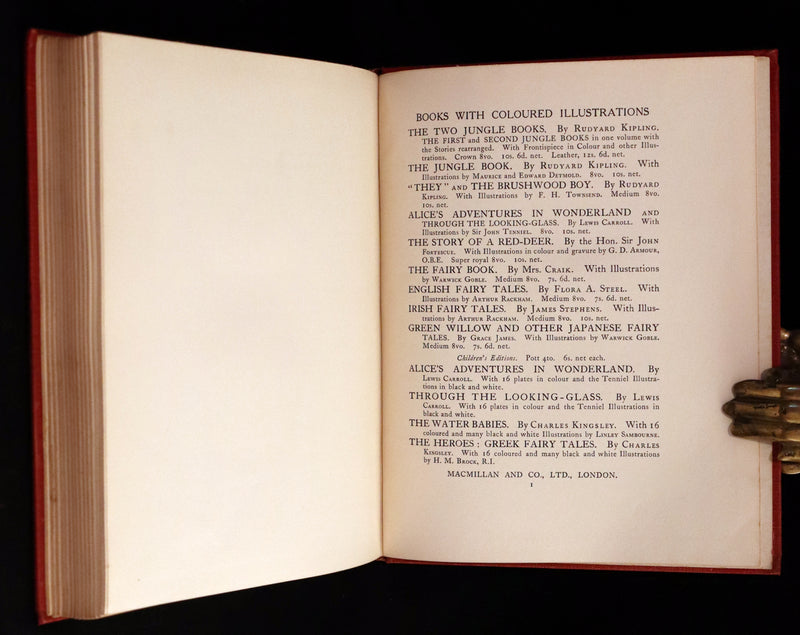 BOOKS WITH COLOURED ILLUSTRATIONS
THE TWO JUNGLE BOOKS. By Rudyard Kipling.
THE FIRST and SECOND JUNGLE BOOKS in one volume with
the Stories rearranged. With Frontispiece in Colour and other Illus-
trations. Crown 8vo. 10s. 6d. net. Leather, 12s. 6d. net.
THE JUNGLE BOOK. By Rudyard Kipling. With
Illustrations by Maurice and Edward Detmold. 8vo. 10s. net.
"THEY" and THE BRUSHWOOD BOY. By Rudyard
Kipling. With Illustrations by F. H. Townsend. Medium 8vo.
10s. net.
ALICE'S ADVENTURES IN WONDERLAND and
THROUGH THE LOOKING-GLASS. By Lewis Carroll. With
Illustrations by Sir John Tenniel. 8vo. 10s. net.
THE STORY OF A RED-DEER. By the Hon. Sir John
Fortescue. With Illustrations in colour and gravure by G. D. Armour,
O.B.E. Super royal 8vo. 10s. net.
THE FAIRY BOOK. By Mrs. Craik. With Illustrations
by Warwick Goble. Medium 8vo. 7s. 6d. net.
ENGLISH FAIRY TALES. By Flora A. Steel. With
Illustrations by Arthur Rackham. Medium 8vo. 7s. 6d. net.
IRISH FAIRY TALES. By James Stephens. With Illus-
trations by Arthur Rackham. Medium 8vo. 10s. net.
GREEN WILLOW AND OTHER JAPANESE FAIRY
TALES. By Grace James. With Illustrations by Warwick Goble.
Medium 8vo. 7s. 6d. net.
Children's Editions. Pott 4to. 6s. net each.
ALICE'S ADVENTURES IN WONDERLAND. By
Lewis Carroll. With 16 plates in colour and the Tenniel Illustra-
tions in black and white.
THROUGH THE LOOKING-GLASS. By Lewis
Carroll. With 16 plates in colour and the Tenniel Illustrations in
black and white.
THE WATER BABIES. By Charles Kingsley. With 16
coloured and many black and white Illustrations by Linley Sambourne.
THE HEROES: GREEK FAIRY TALES. By Charles
Kingsley. With 16 coloured and many black and white Illustrations
by H. M. Brock, R.I.
MACMILLAN AND CO., LTD., LONDON.
1